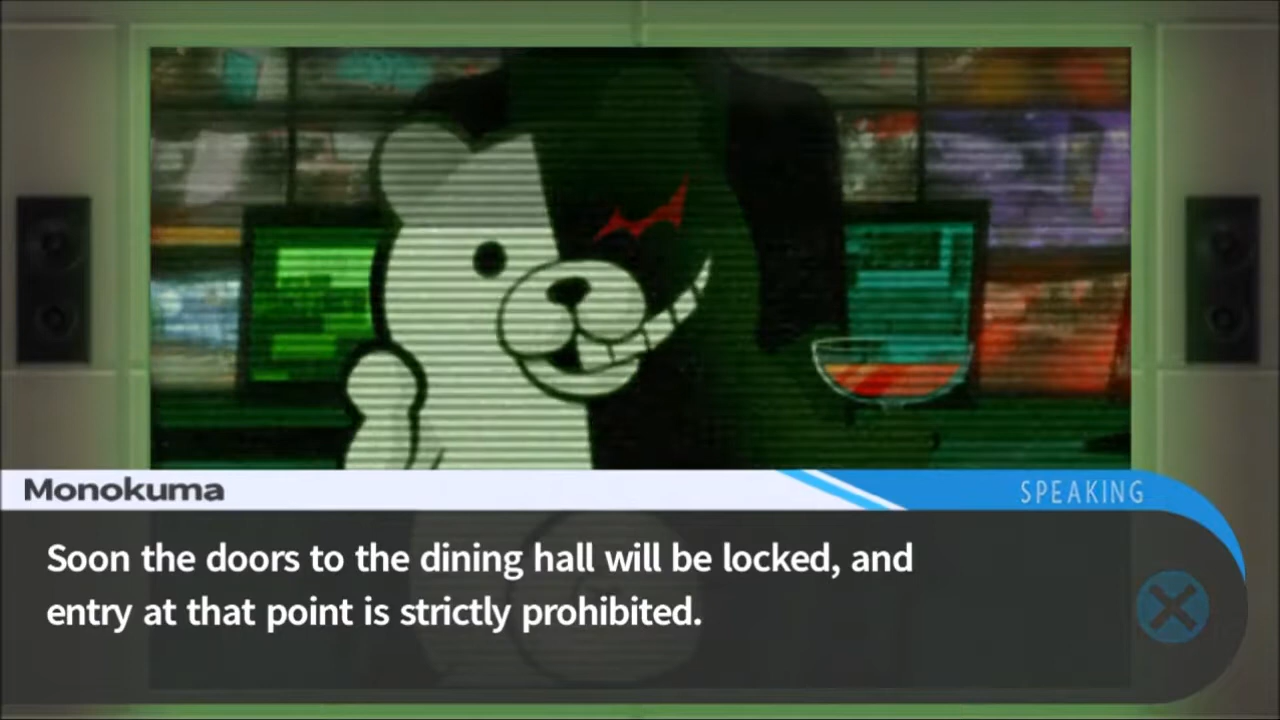 Monokuma
SPEAKING
Soon the doors to the dining hall will be locked, and
entry at that point is strictly prohibited.